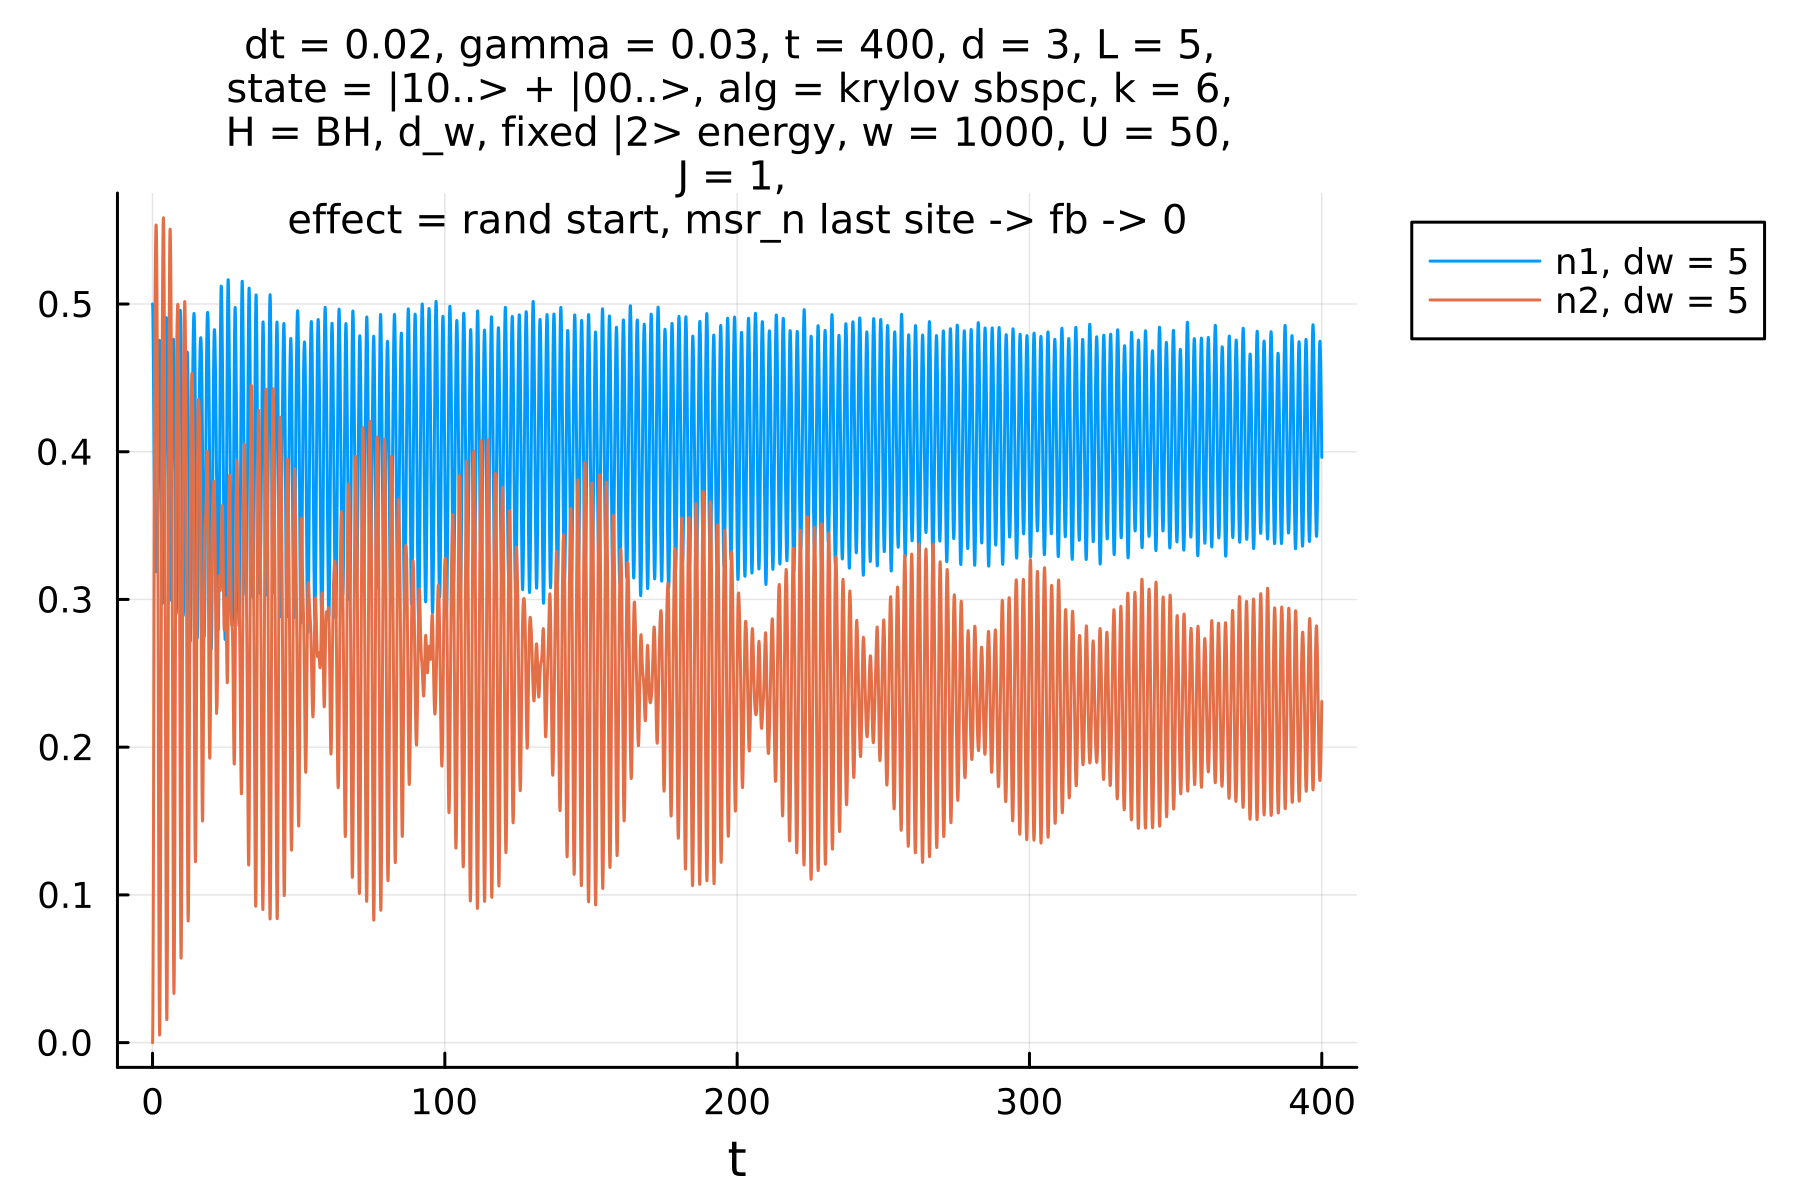 dt = 0.02, gamma = 0.03, t = 400, d = 3, L = 5,
state = |10..> + |00..>, alg = krylov sbspc, k = 6,
H = BH, d_w, fixed |2> energy, w = 1000, U = 50,
J = 1,
effect = rand start, msr_n last site -> fb -> 0
n1, dw = 5
n2, dw = 5
0.5
0.4
0.3
0.2
0.1
0.0
0 100 200 300 400
t